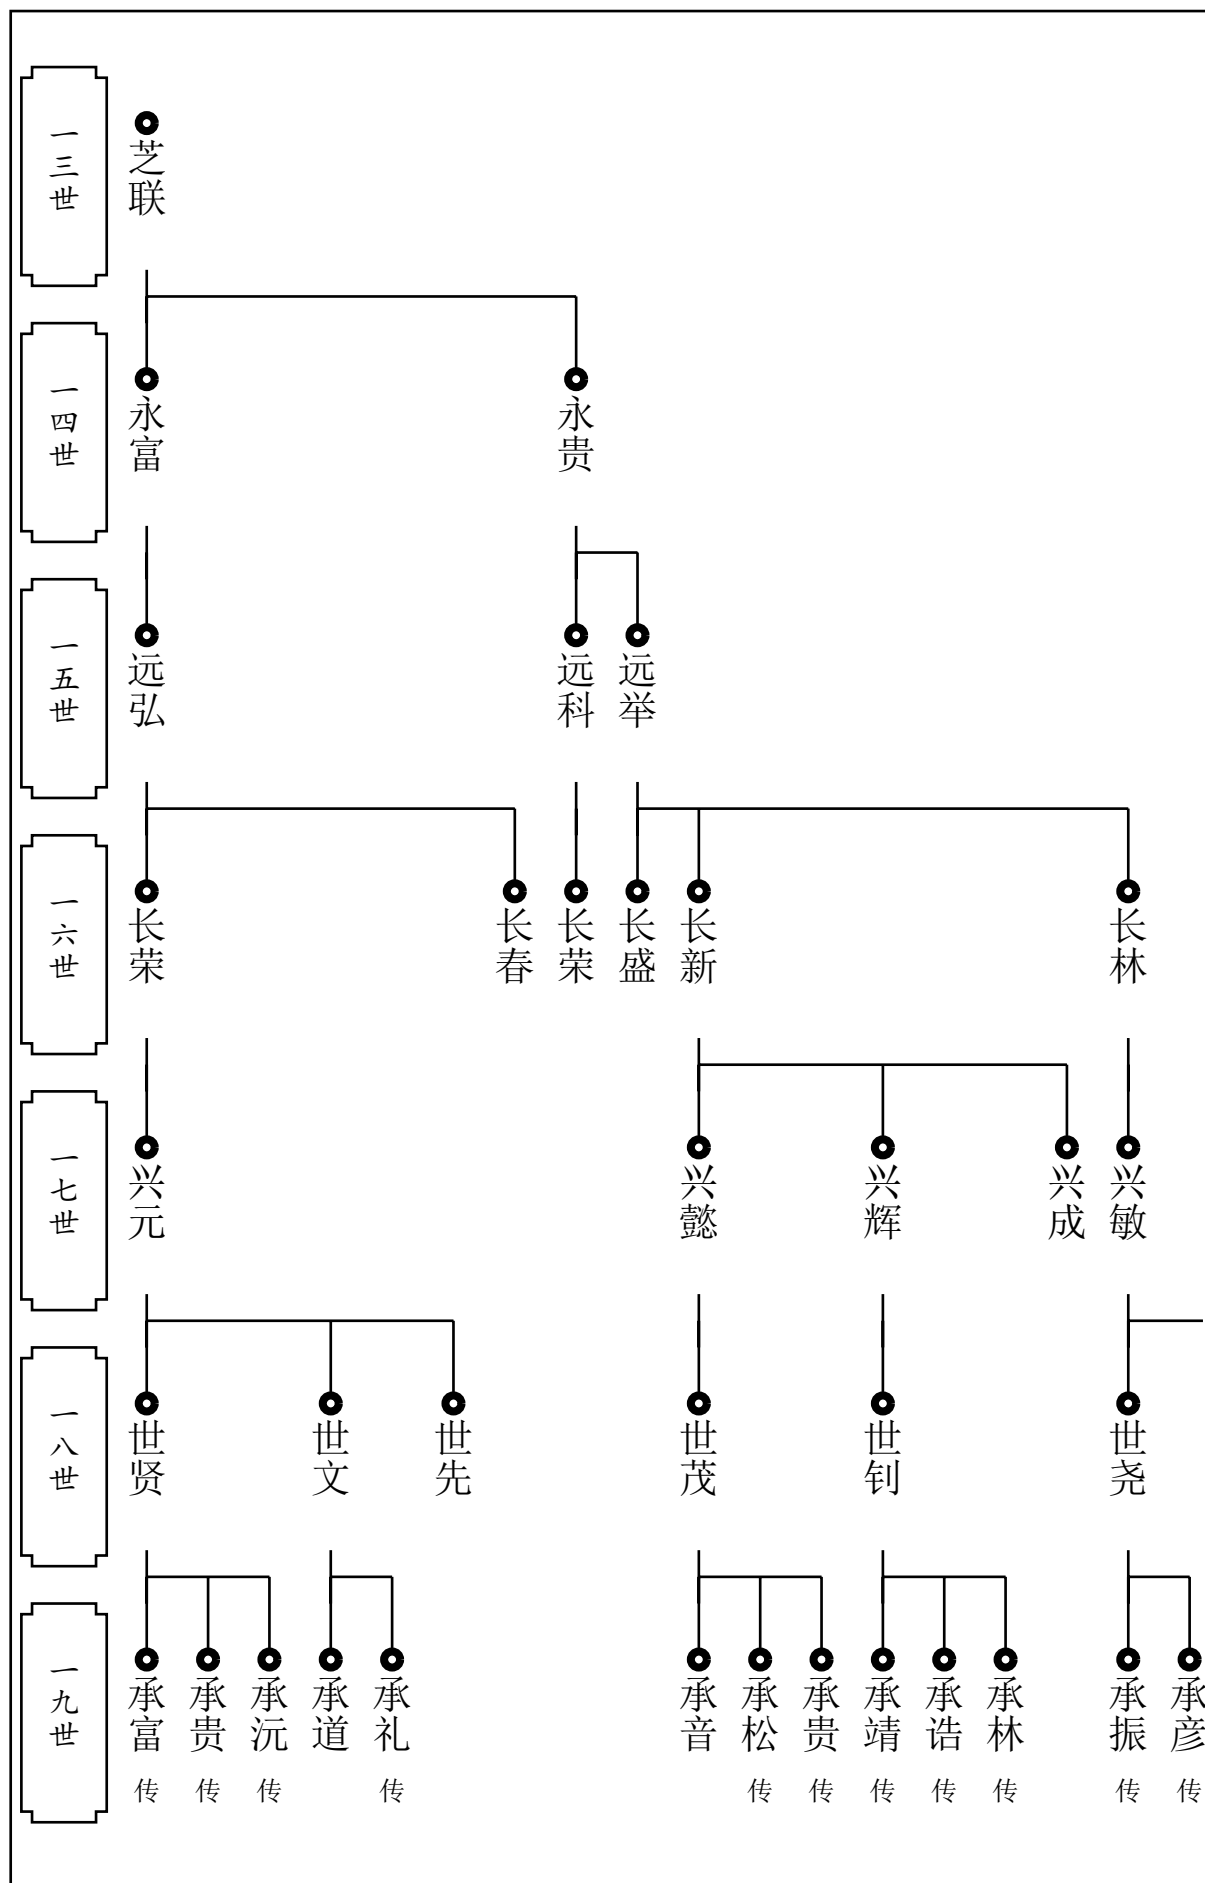 一三世
芝联
一四世
永富
永贵
一五世
远弘
远科
远举
一六世
长荣
长春
长荣
长盛
长新
长林
一七世
兴元
兴懿
兴辉
兴成
兴敏
一八世
世贤
世文
世先
世茂
世钊
世尧
一九世
承富
传
承贵
传
承沅
传
承道
承礼
传
承音
承松
传
承贵
传
承靖
传
承诰
传
承林
传
承振
传
承彦
传